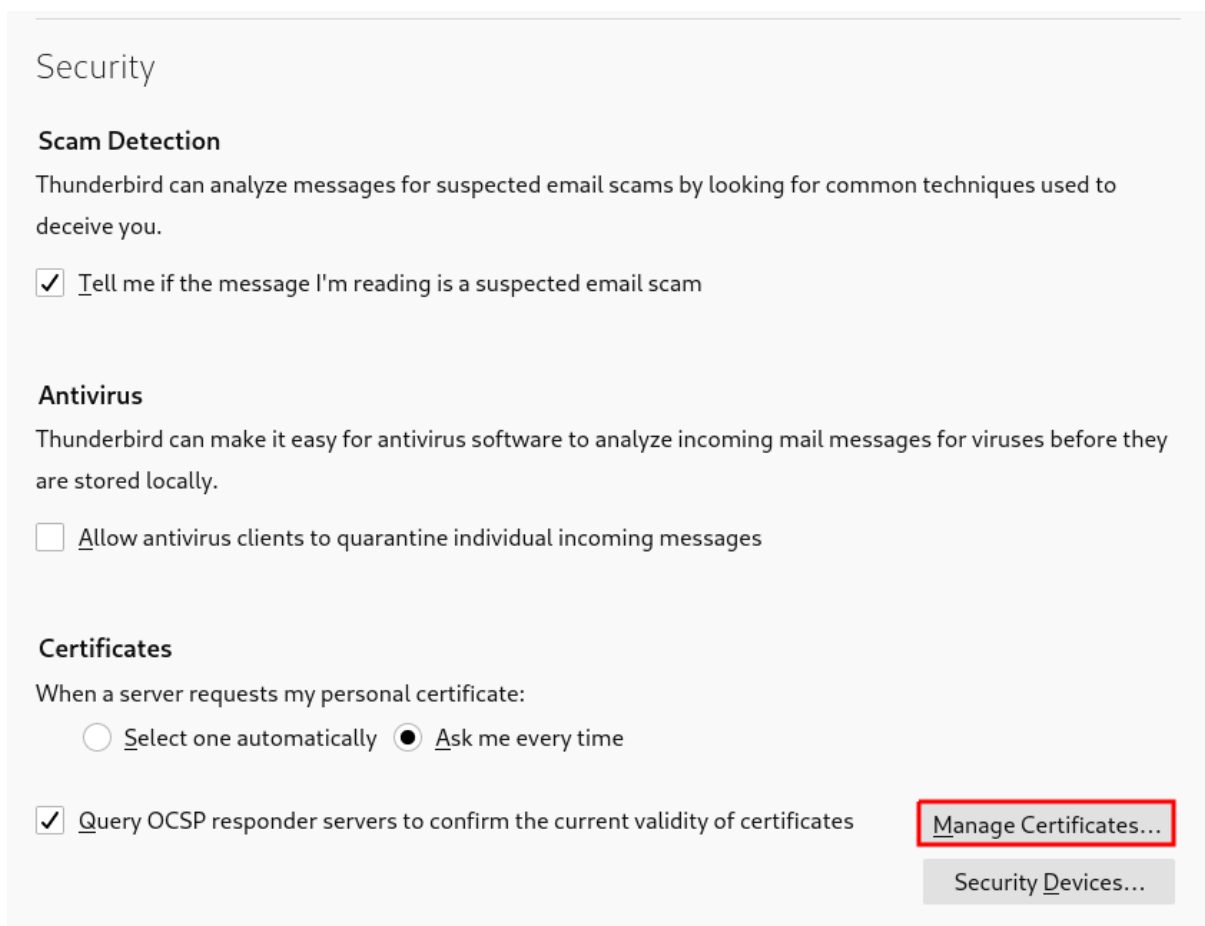 Security
Scam Detection
Thunderbird can analyze messages for suspected email scams by looking for common techniques used to
deceive you.
Tell me if the message I'm reading is a suspected email scam
Antivirus
Thunderbird can make it easy for antivirus software to analyze incoming mail messages for viruses before they
are stored locally.
Allow antivirus clients to quarantine individual incoming messages
Certificates
When a server requests my personal certificate:
Select one automatically Ask me every time
Query OCSP responder servers to confirm the current validity of certificates Manage Certificates...
Security Devices...